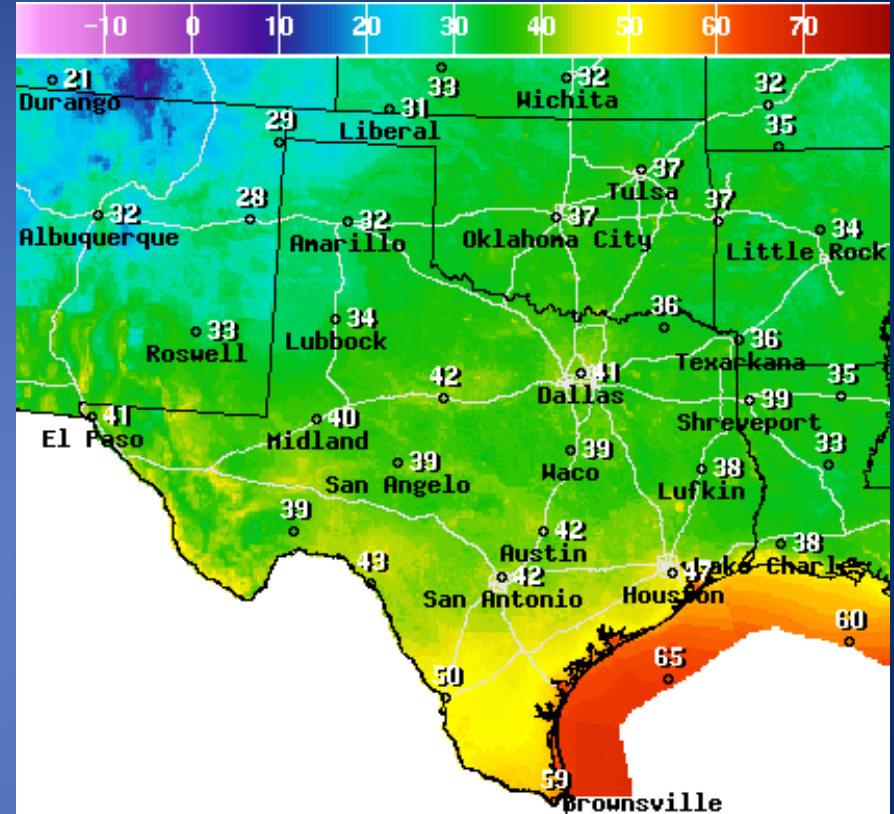 -10 0 10 20 30 40 50 60 70
33
21
Durango
32
Wichita
31
Liberal
32
29
35
37
Tulsa
32
Albuquerque
28
32
Amarillo
37
Oklahoma City
37
34
Little Rock
33
Roswell
34
Lubbock
36
36
Texarkana
41
Dallas
41
El Paso
40
Midland
42
39
Shreveport
35
39
San Angelo
39
Waco
38
Lufkin
33
39
42
Austin
38
Lake Charles
43
42
San Antonio
47
Houston
60
65
50
59
Brownsville